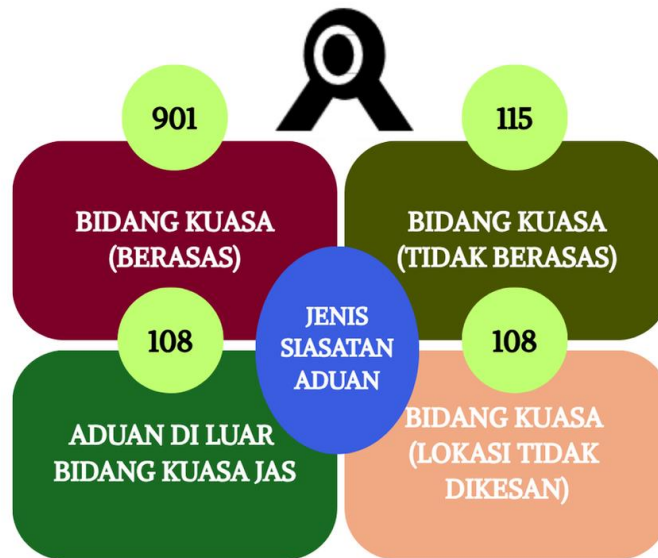 901
BIDANG KUASA
(BERASAS)
115
BIDANG KUASA
(TIDAK BERASAS)
JENIS
SIASATAN
ADUAN
108
ADUAN DI LUAR
BIDANG KUASA JAS
108
BIDANG KUASA
(LOKASI TIDAK
DIKESAN)